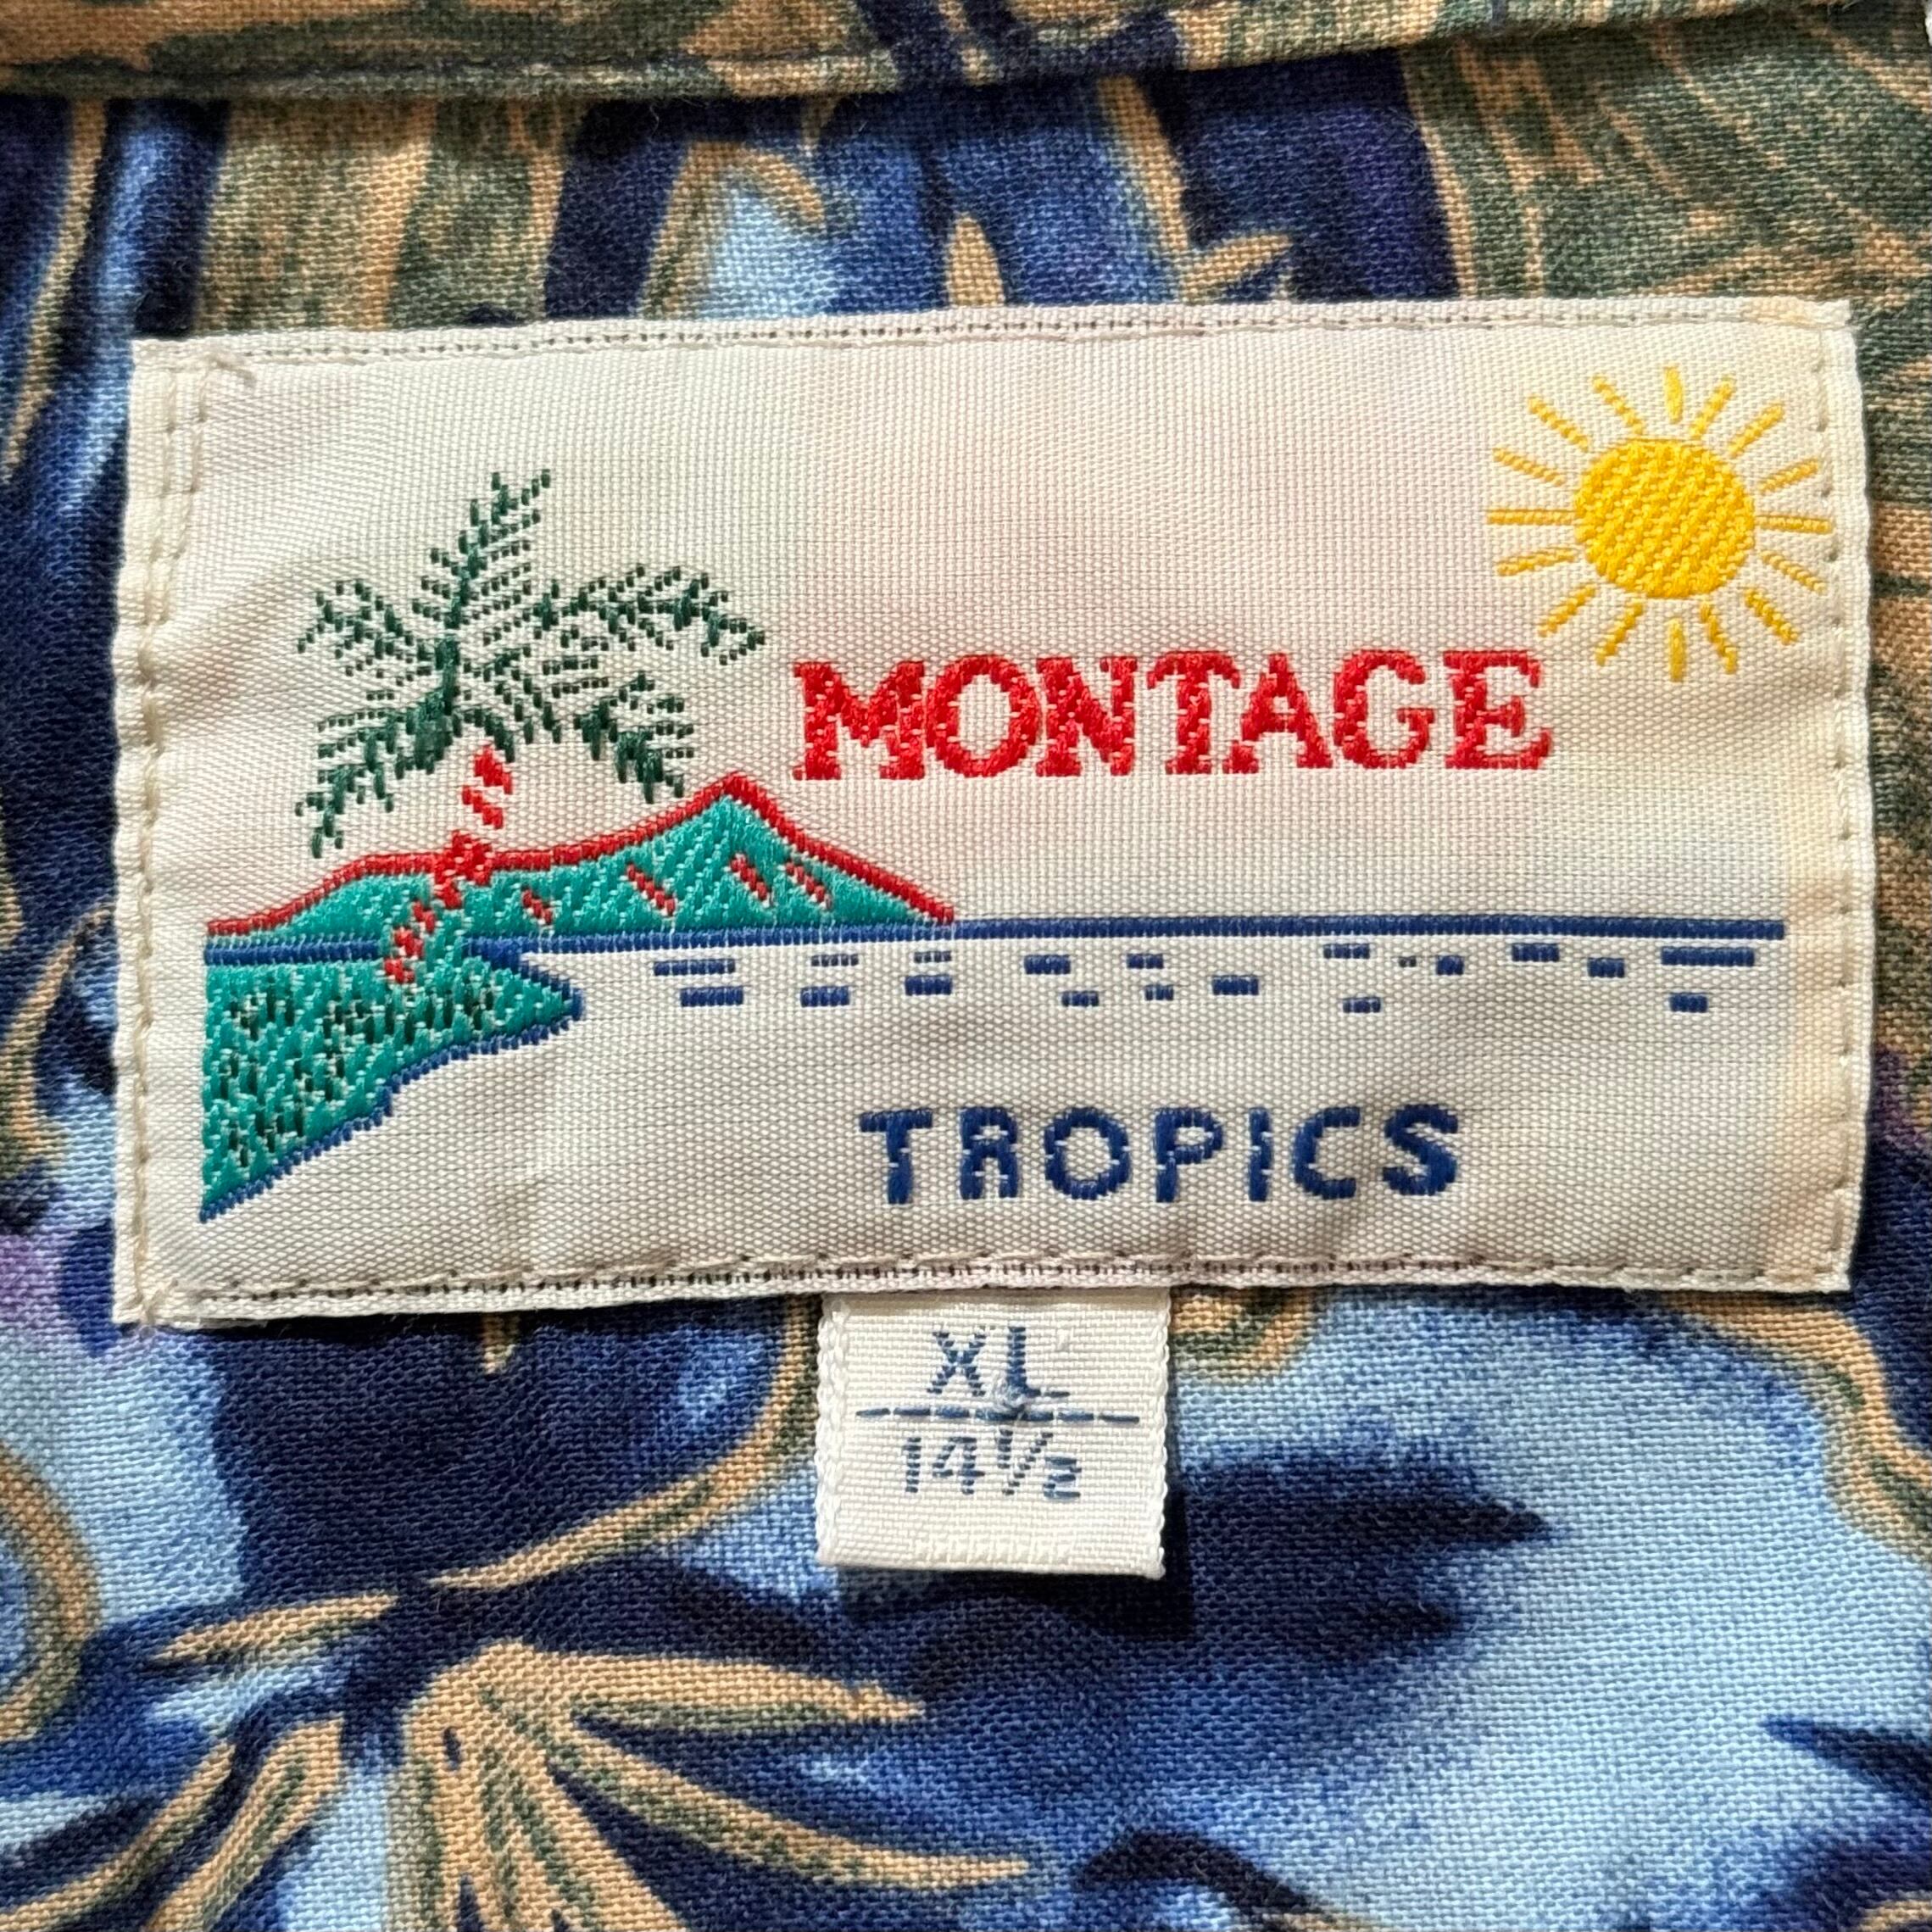 MONTAGE
TROPICS
XL
14½